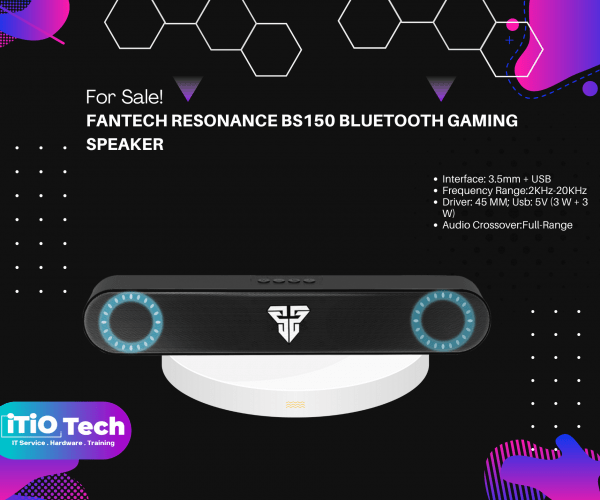 For Sale!
FANTECH RESONANCE BS150 BLUETOOTH GAMING
SPEAKER
Interface: 3.5mm + USB
Frequency Range:2KHz-20KHz
Driver: 45 MM; Usb: 5V (3 W + 3
W)
Audio Crossover:Full-Range
iTiO Tech
IT Service . Hardware . Training